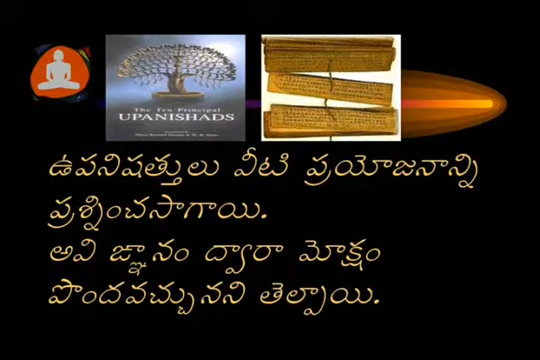 The Ten Principal
UPANISHADS
ఉపనిషత్తులు వీటి ప్రయోజనాన్ని
ప్రశ్నించసాగాయి.
అవి ఙ్ఞానం ద్వారా మోక్షం
పొందవచ్చునని తెల్పాయి.